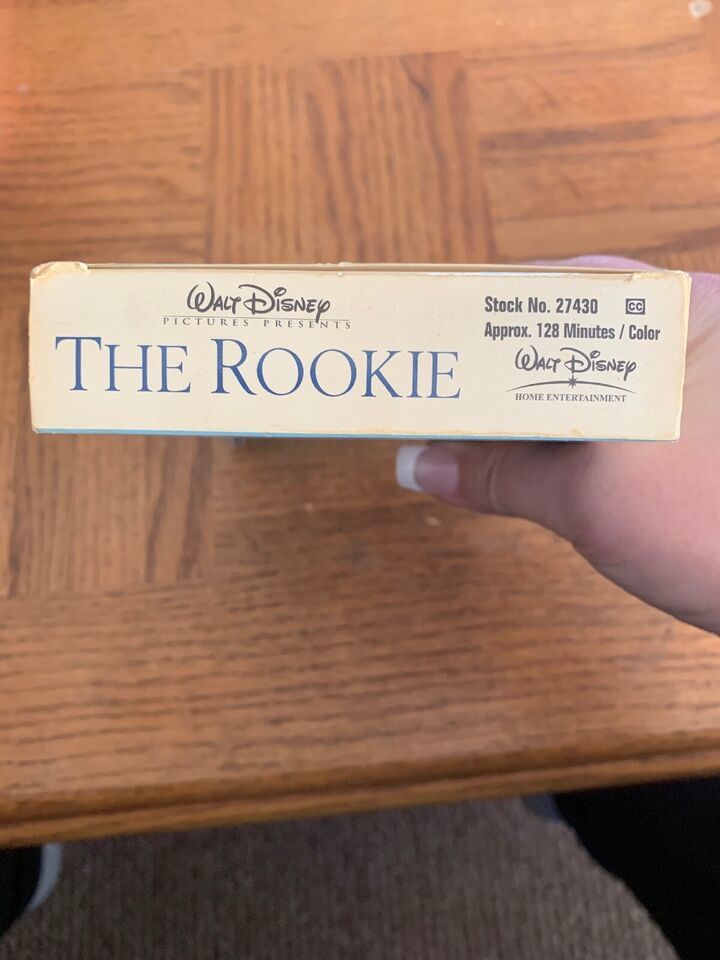 Walt Disney
PICTURES PRESENTS
THE ROOKIE
Stock No. 27430 CC
Approx. 128 Minutes / Color
Walt Disney
HOME ENTERTAINMENT